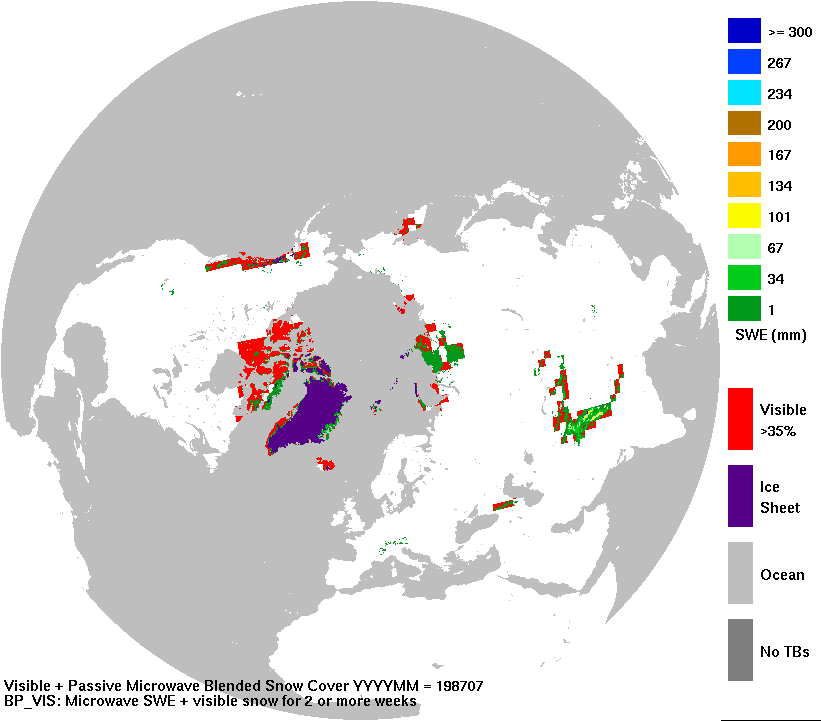 >= 300
267
234
200
167
134
101
67
34
1
SWE (mm)
Visible
>35%
Ice
Sheet
Ocean
No TBs
Visible + Passive Microwave Blended Snow Cover YYYYMM = 198707
BP_VIS: Microwave SWE + visible snow for 2 or more weeks